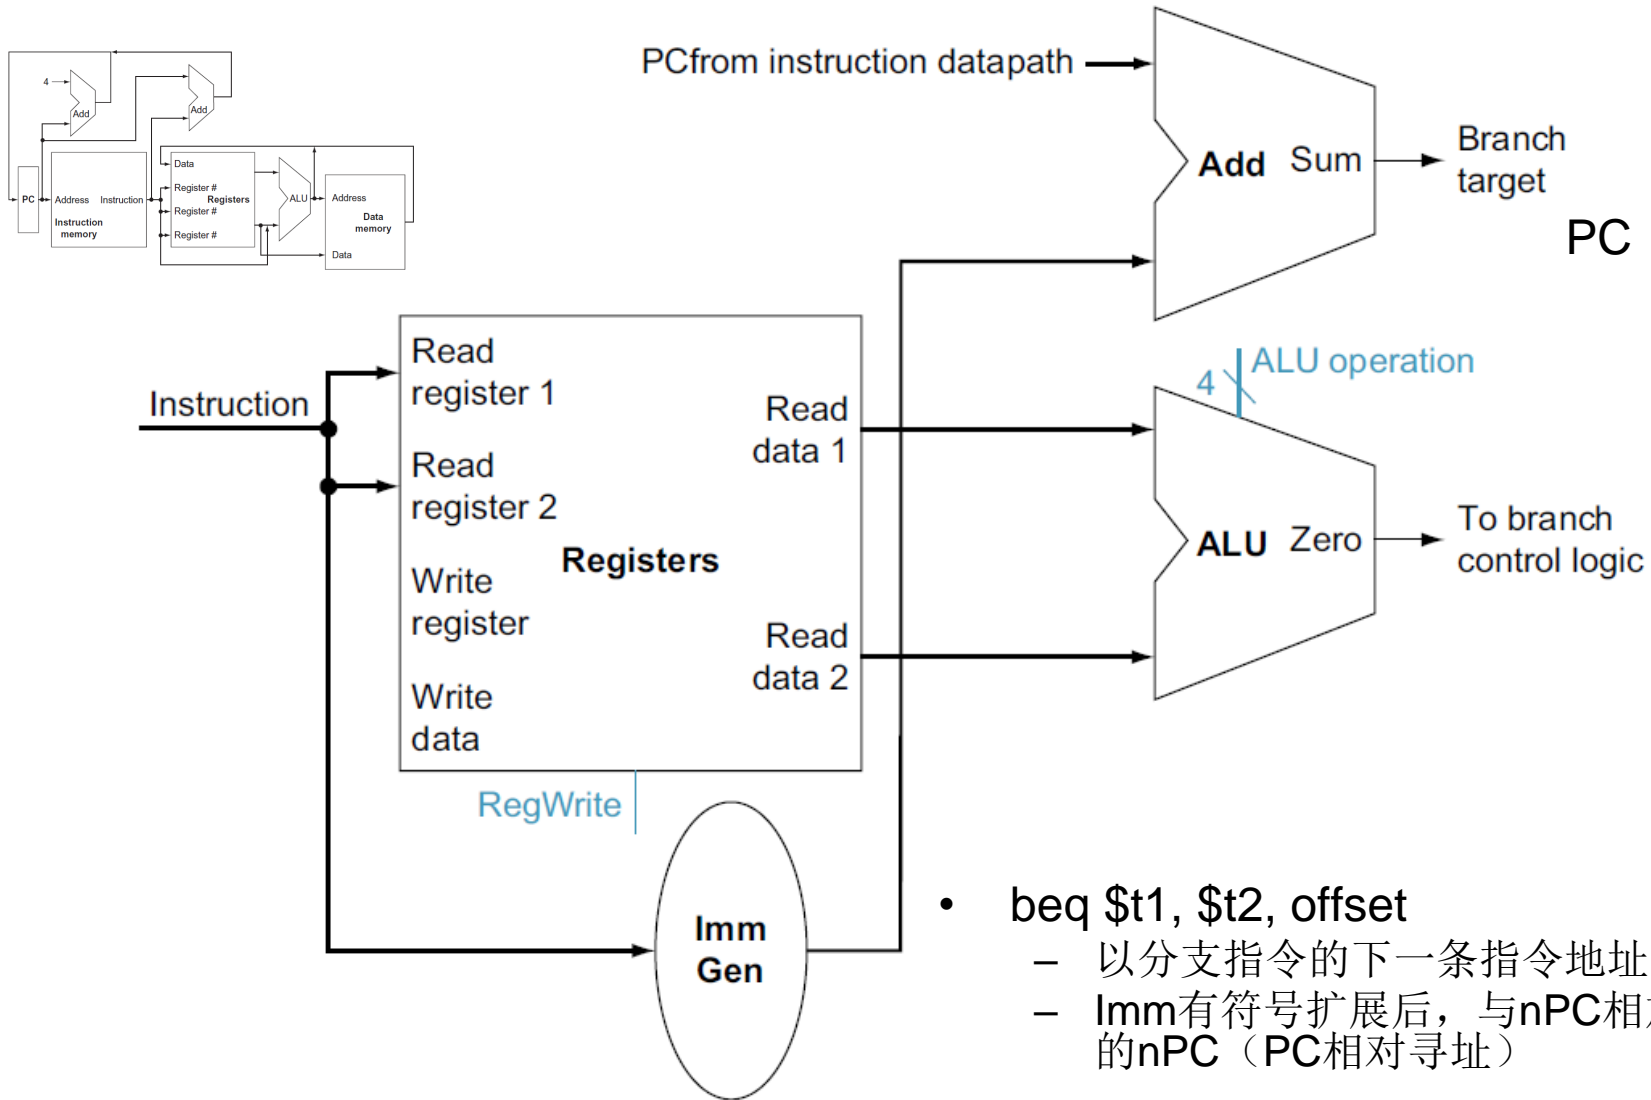 4
Add
Add
PC
Address
Instruction
Instruction
memory
Data
Register #
Register #
Register #
Registers
ALU
Address
Data
memory
Data
PCfrom instruction datapath
Add
Sum
Branch
target
PC
Instruction
Read
register 1
Read
register 2
Write
register
Write
data
Registers
Read
data 1
Read
data 2
RegWrite
4
ALU operation
ALU
Zero
To branch
control logic
Imm
Gen
• beq $t1, $t2, offset
– 以分支指令的下一条指令地址
– Imm有符号扩展后，与nPC相
的nPC（PC相对寻址）